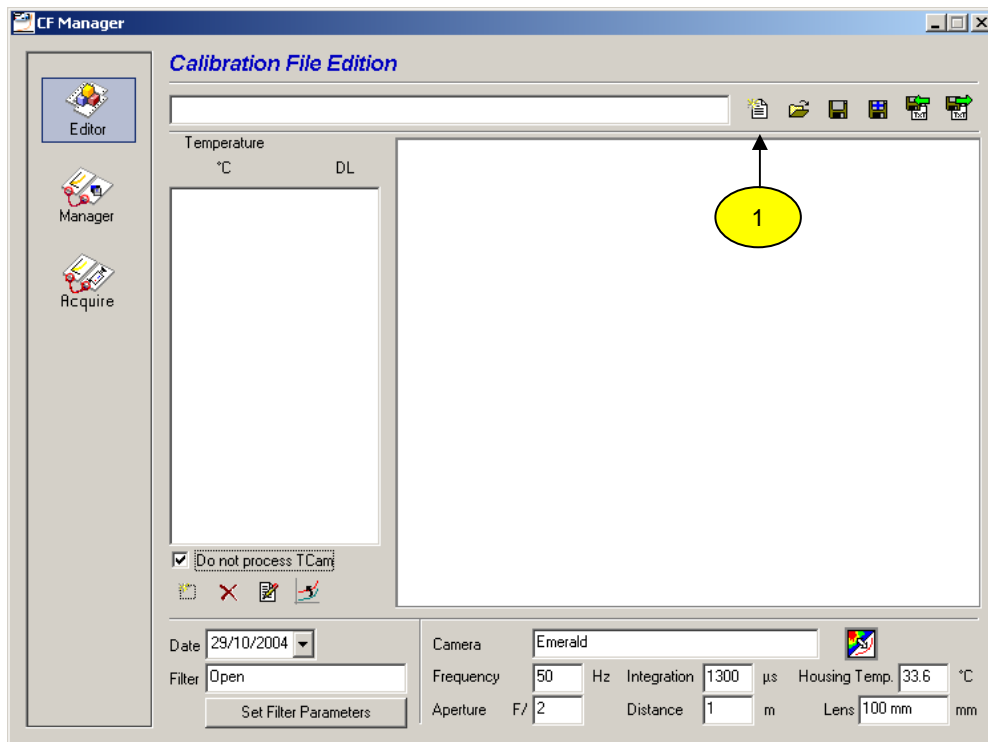 CF Manager
Calibration File Edition
Editor
Manager
Acquire
TXT
TXT
Temperature
°C DL
1
Do not process TCam
Date 29/10/2004
Filter Open
Set Filter Parameters
Camera Emerald
Frequency 50 Hz Integration 1300 µs Housing Temp. 33.6 °C
Aperture F/ 2 Distance 1 m Lens 100 mm mm